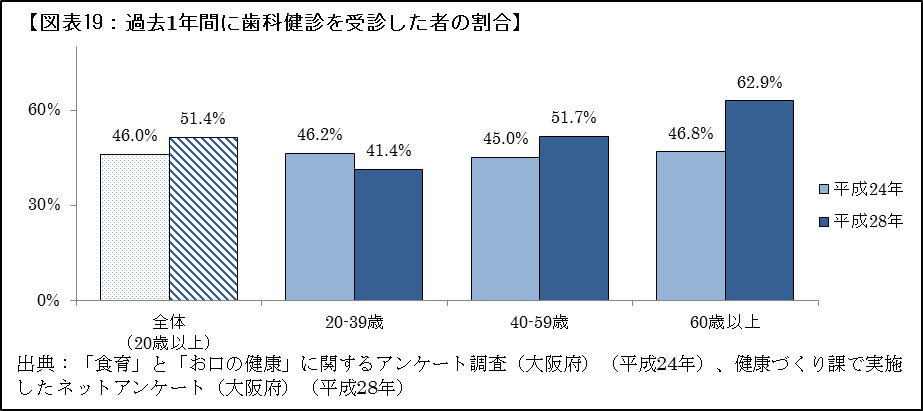 【図表19：過去1年間に歯科健診を受診した者の割合】
60%
30%
0%
46.0%
51.4%
46.2%
41.4%
45.0%
51.7%
46.8%
62.9%
全体
（20歳以上）
20-39歳
40-59歳
60歳以上
平成24年
平成28年
出典：「食育」と「お口の健康」に関するアンケート調査（大阪府）（平成24年）、健康づくり課で実施
したネットアンケート（大阪府）（平成28年）